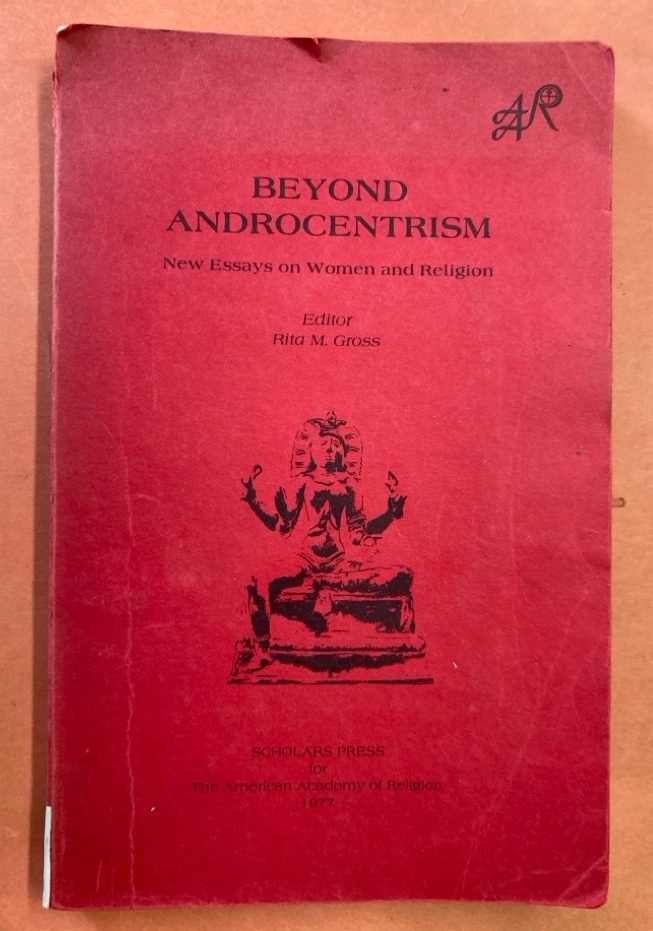 AAR
BEYOND
ANDROCENTRISM
New Essays on Women and Religion
Editor
Rita M. Gross
SCHOLARS PRESS
for
The American Academy of Religion
1977